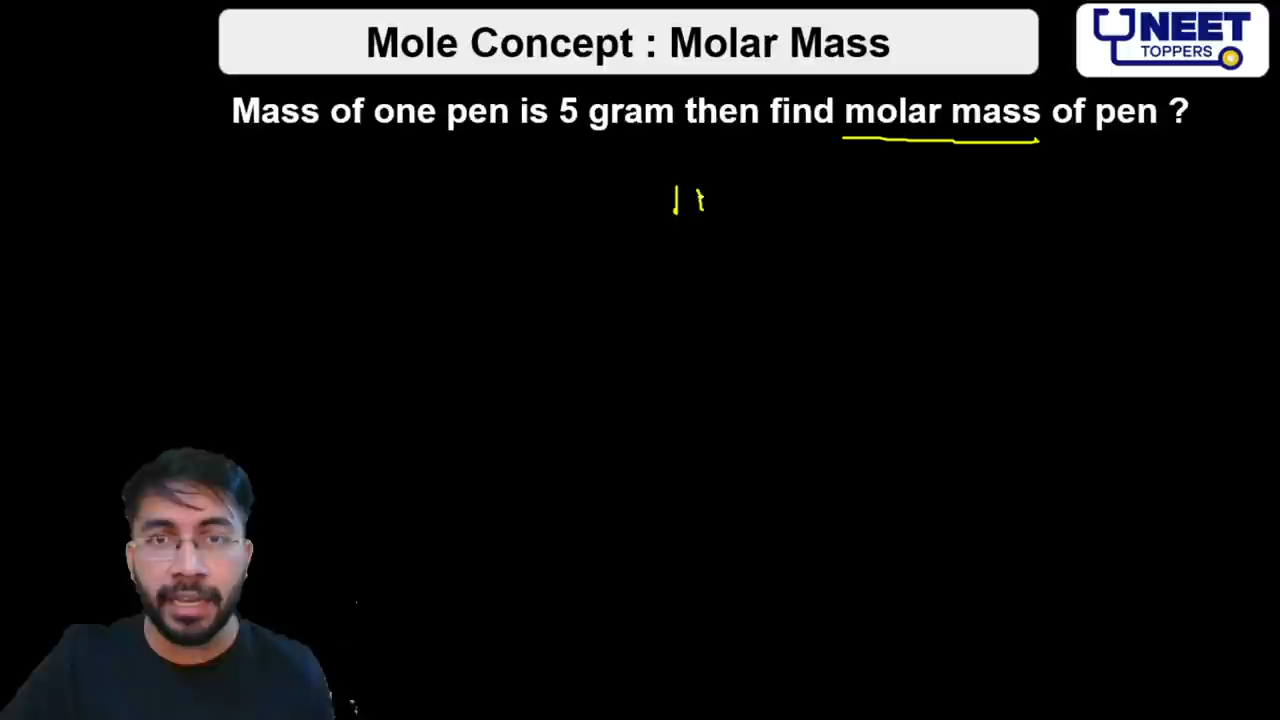 Mole Concept : Molar Mass
NEET
TOPPERS
Mass of one pen is 5 gram then find molar mass of pen ?
1